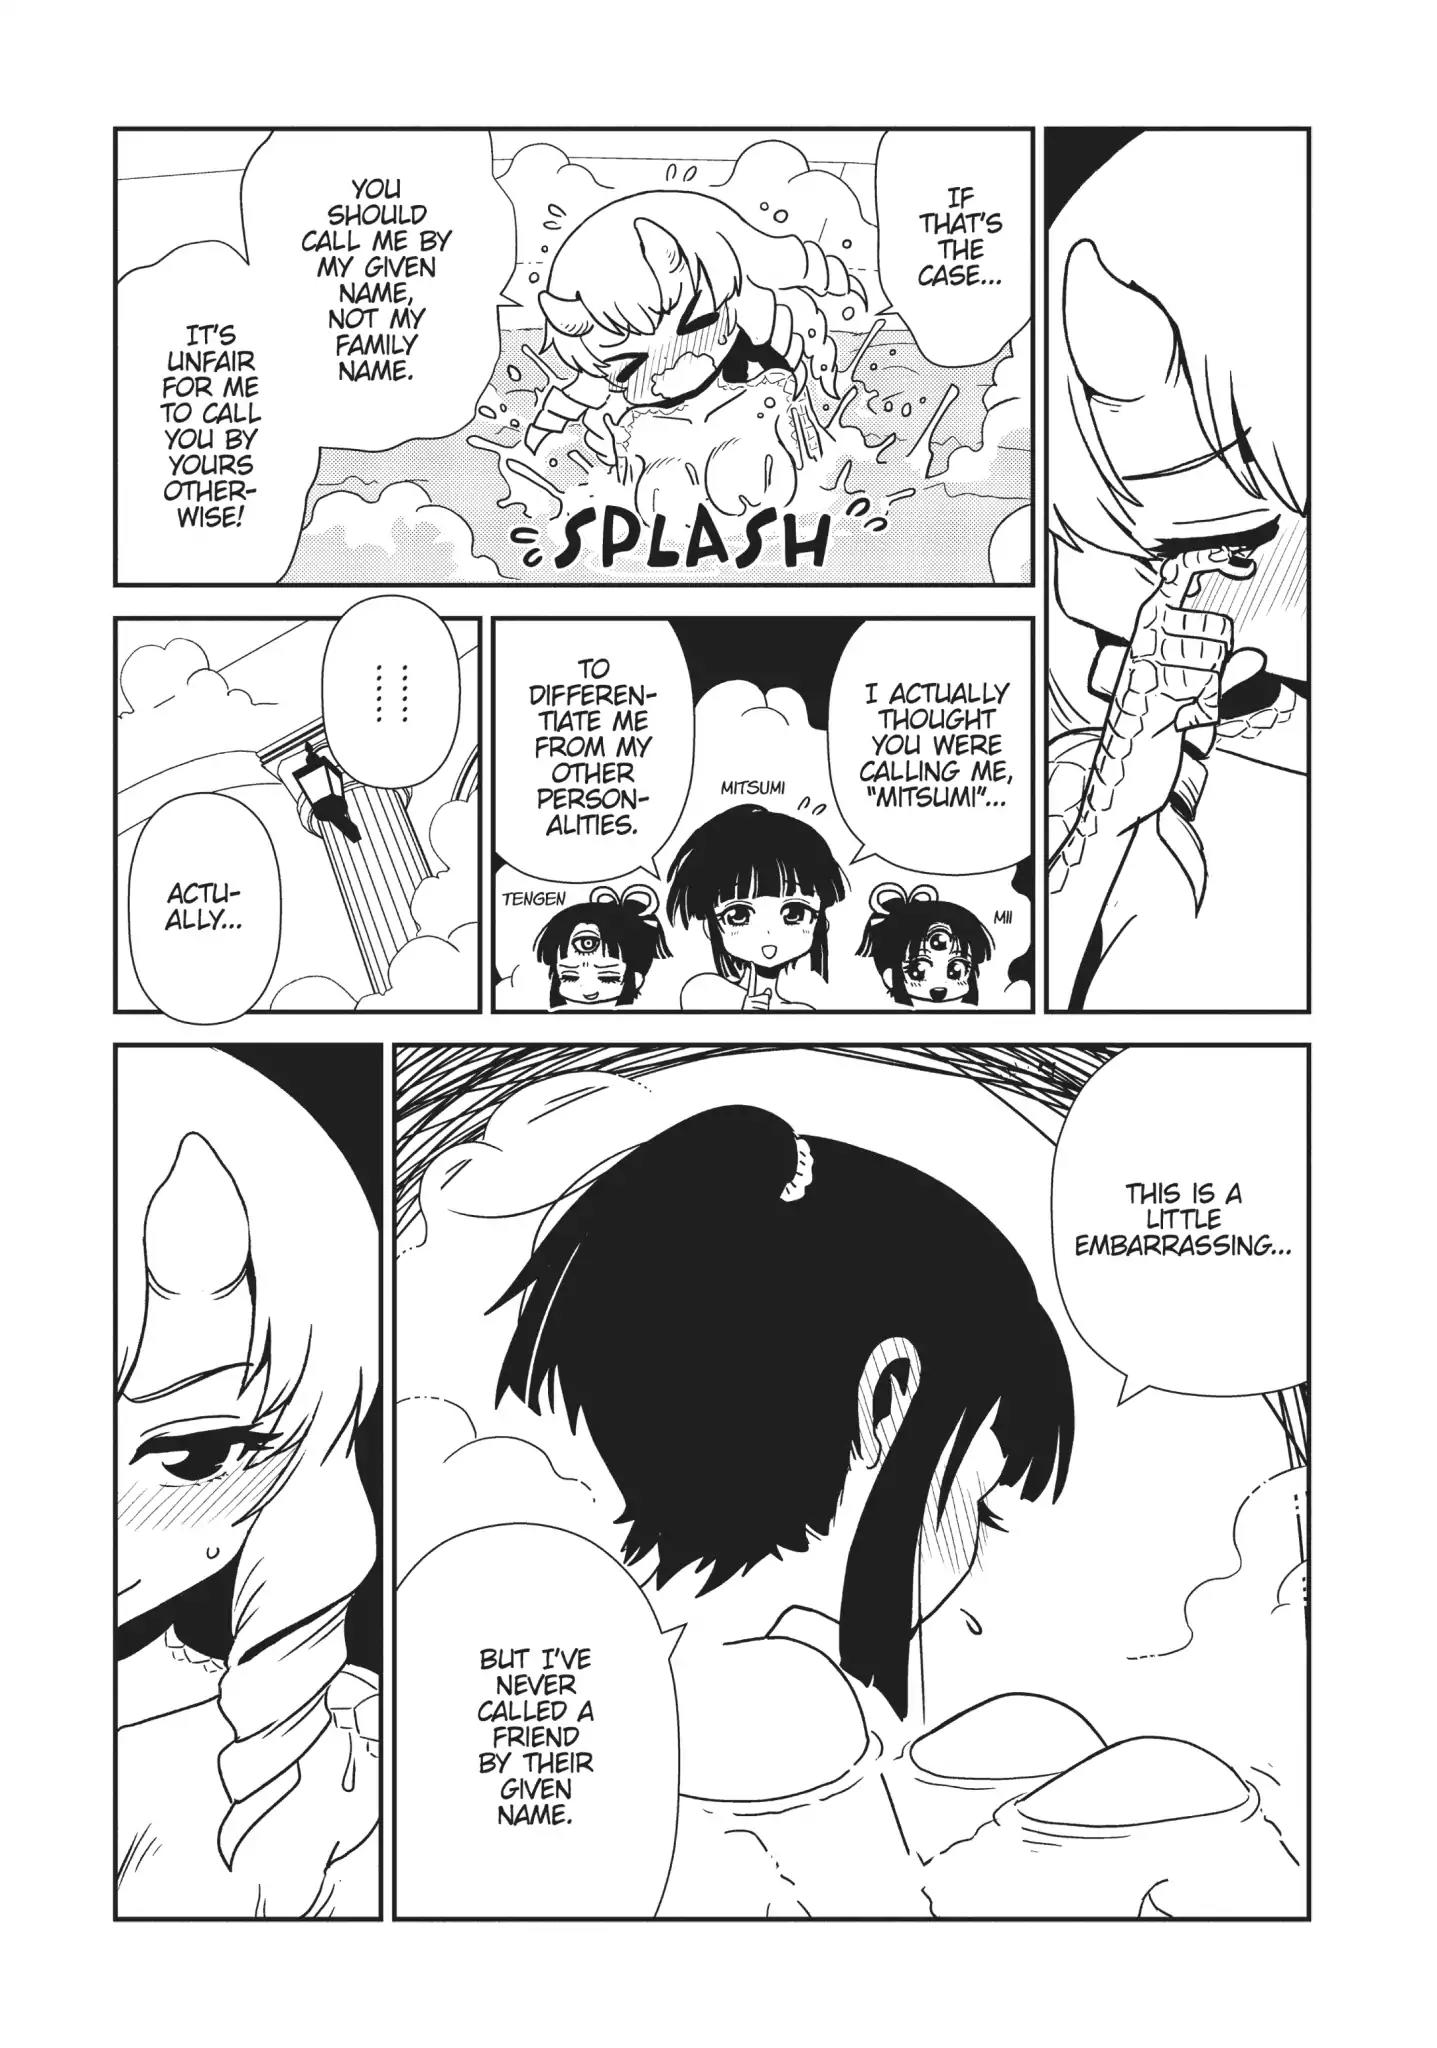 IF
THAT'S
THE
CASE...
YOU
SHOULD
CALL ME BY
MY GIVEN
NAME,
NOT MY
FAMILY
NAME.
IT'S
UNFAIR
FOR ME
TO CALL
YOU BY
YOURS
OTHER-
WISE!
SPLASH
I ACTUALLY
THOUGHT
YOU WERE
CALLING ME,
"MITSUMI"...
TO
DIFFEREN-
TIATE ME
FROM MY
OTHER
PERSON-
ALITIES.
MITSUMI
TENGEN
MII
......
ACTU-
ALLY...
THIS IS A
LITTLE
EMBARRASSING...
BUT I'VE
NEVER
CALLED A
FRIEND
BY THEIR
GIVEN
NAME.